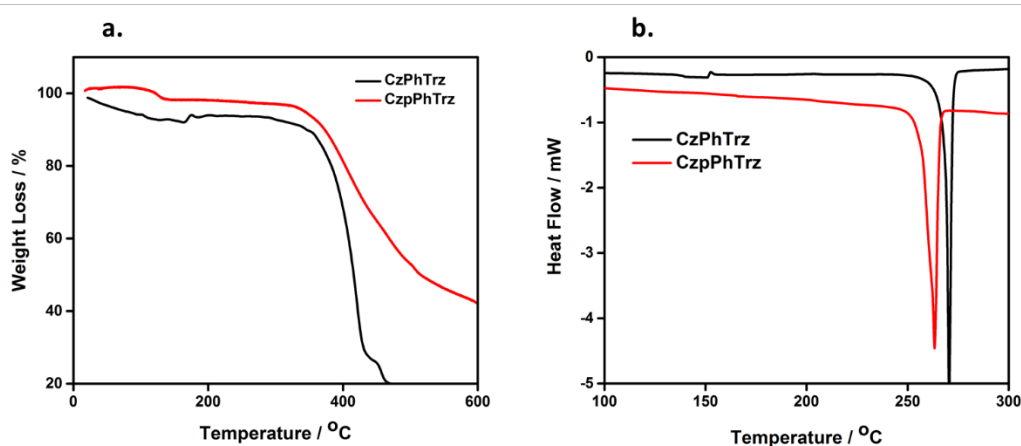 a.
CzPhTrz
CzpPhTrz
100
80
60
40
20
0
200
400
600
Weight Loss / %
Temperature / °C
b.
0
-1
-2
-3
-4
-5
100
150
200
250
300
CzPhTrz
CzpPhTrz
Heat Flow / mW
Temperature / °C